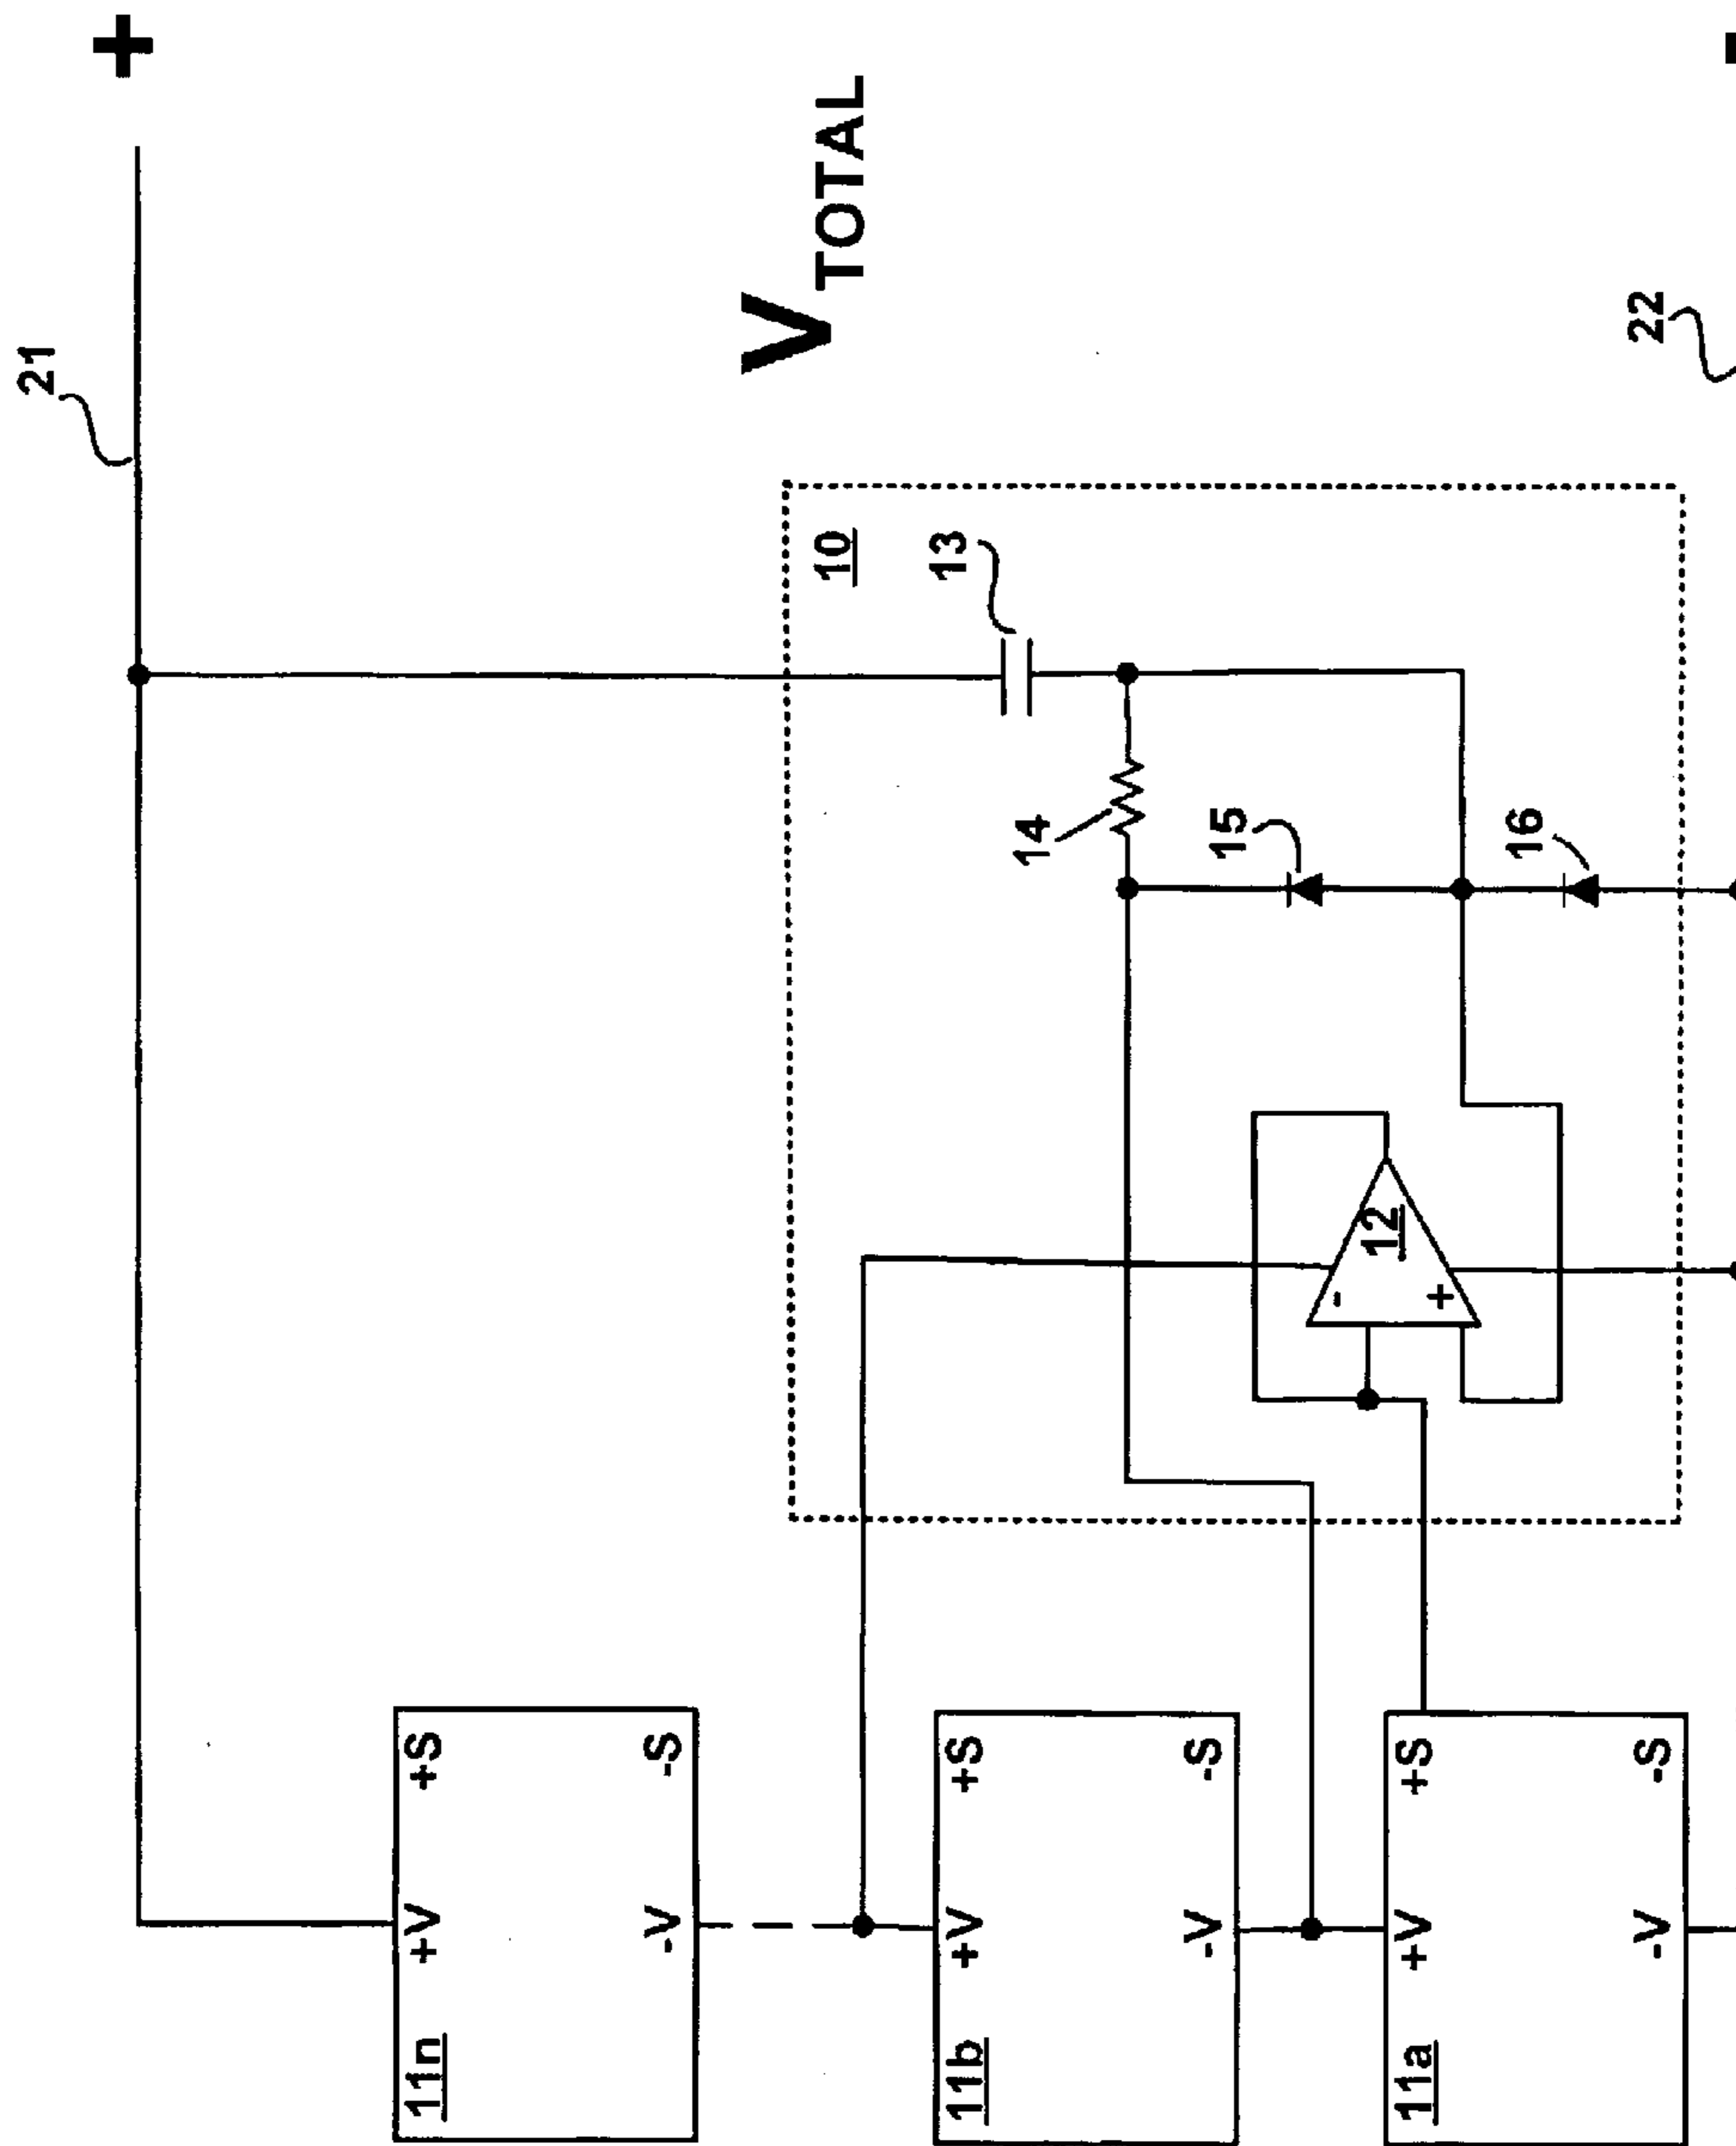 +
21
V TOTAL
22
-
10
13
14
15
16
12
-
+
11n
+V
+S
-V
-S
11b
+V
+S
-V
-S
11a
+V
+S
-V
-S